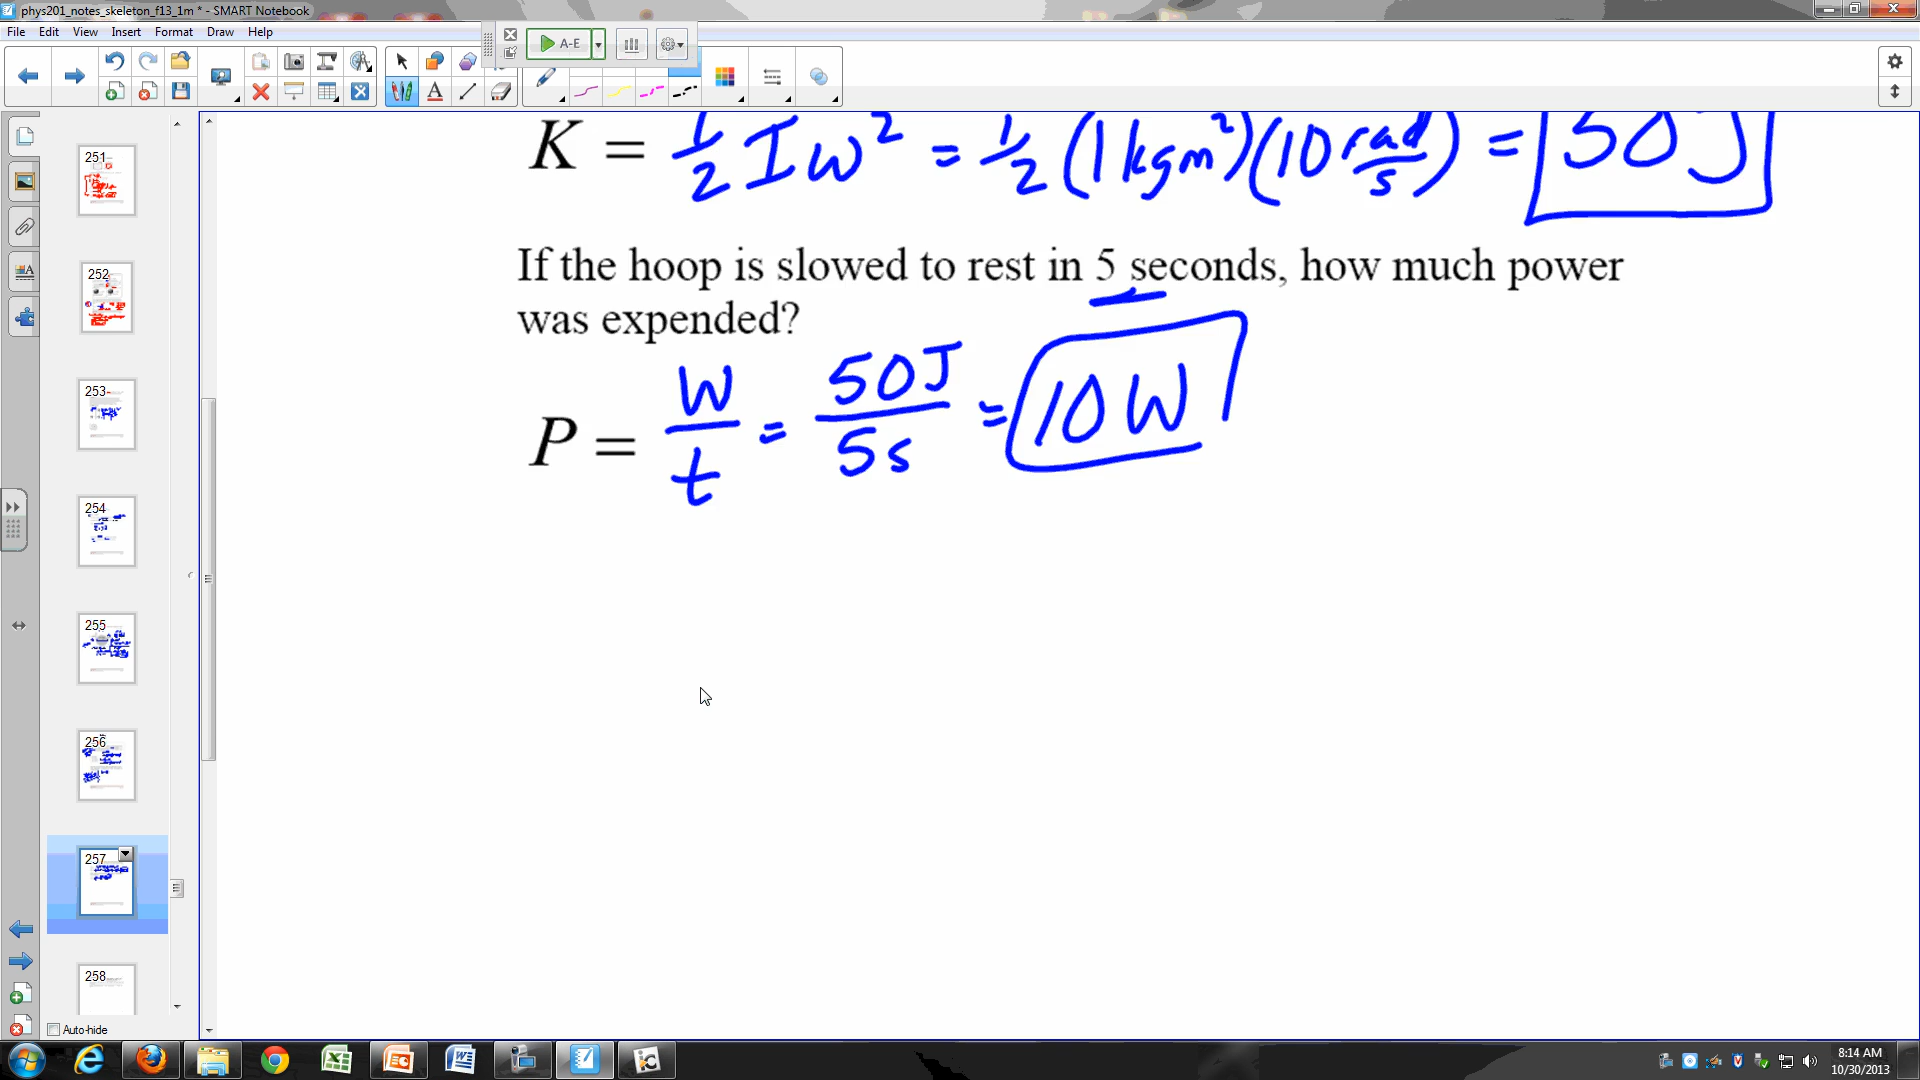 phys201_notes_skeleton_f13_1m * - SMART Notebook
File Edit View Insert Format Draw Help
A-E
A
251
252
253
254
255
256
257
258
Auto-hide
K = 1/2 Iω² = 1/2 (1 kgm²)(10 rad/s) = 50 J
If the hoop is slowed to rest in 5 seconds, how much power
was expended?
P = W/t = 50J/5s = 10 W
8:14 AM
10/30/2013